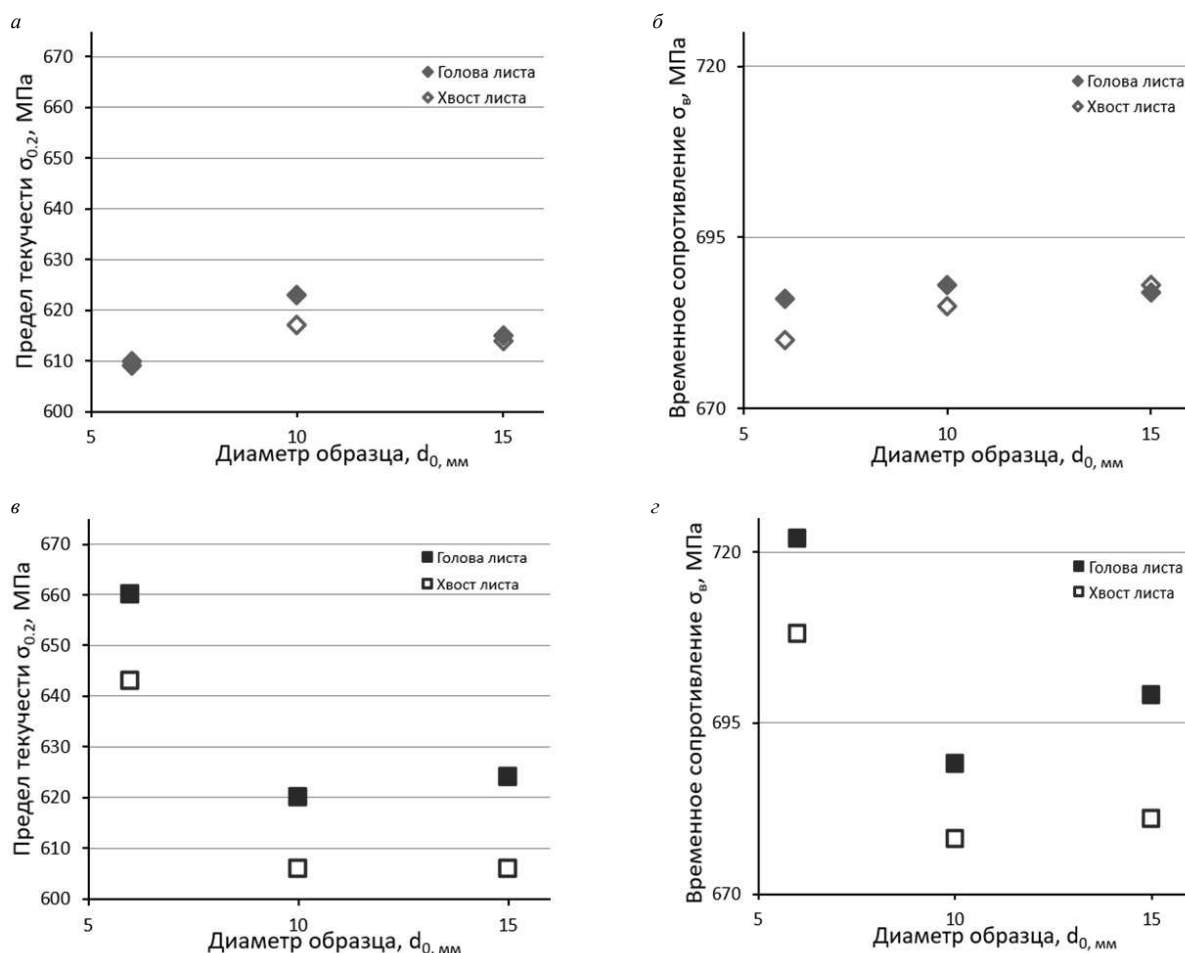 а
670
660
650
640
630
620
610
600
Предел текучести σ0.2, МПа
Голова листа
Хвост листа
5
10
15
Диаметр образца, d0, мм
б
720
695
670
Временное сопротивление σв, МПа
Голова листа
Хвост листа
5
10
15
Диаметр образца, d0, мм
в
670
660
650
640
630
620
610
600
Предел текучести σ0.2, МПа
Голова листа
Хвост листа
5
10
15
Диаметр образца, d0, мм
г
720
695
670
Временное сопротивление σв, МПа
Голова листа
Хвост листа
5
10
15
Диаметр образца, d0, мм